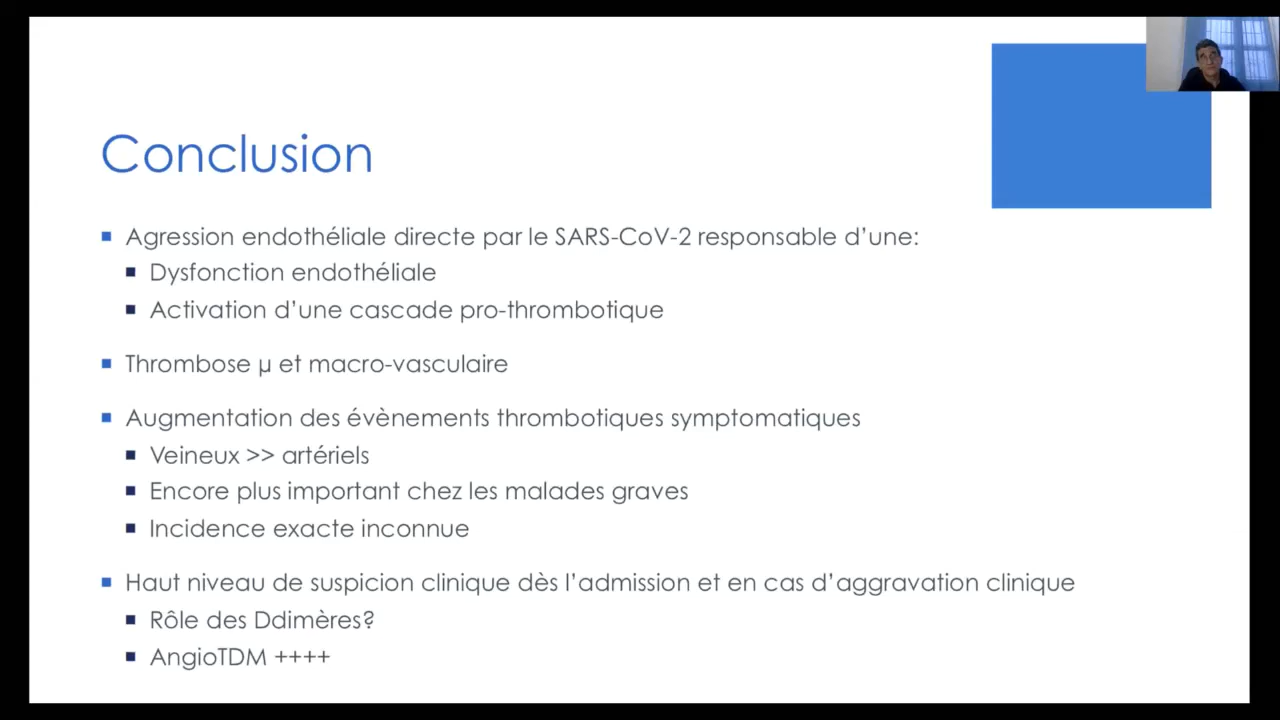 Conclusion
Agression endothéliale directe par le SARS-CoV-2 responsable d’une:
Dysfonction endothéliale
Activation d’une cascade pro-thrombotique
Thrombose µ et macro-vasculaire
Augmentation des évènements thrombotiques symptomatiques
Veineux >> artériels
Encore plus important chez les malades graves
Incidence exacte inconnue
Haut niveau de suspicion clinique dès l’admission et en cas d’aggravation clinique
Rôle des Ddimères?
AngioTDM ++++